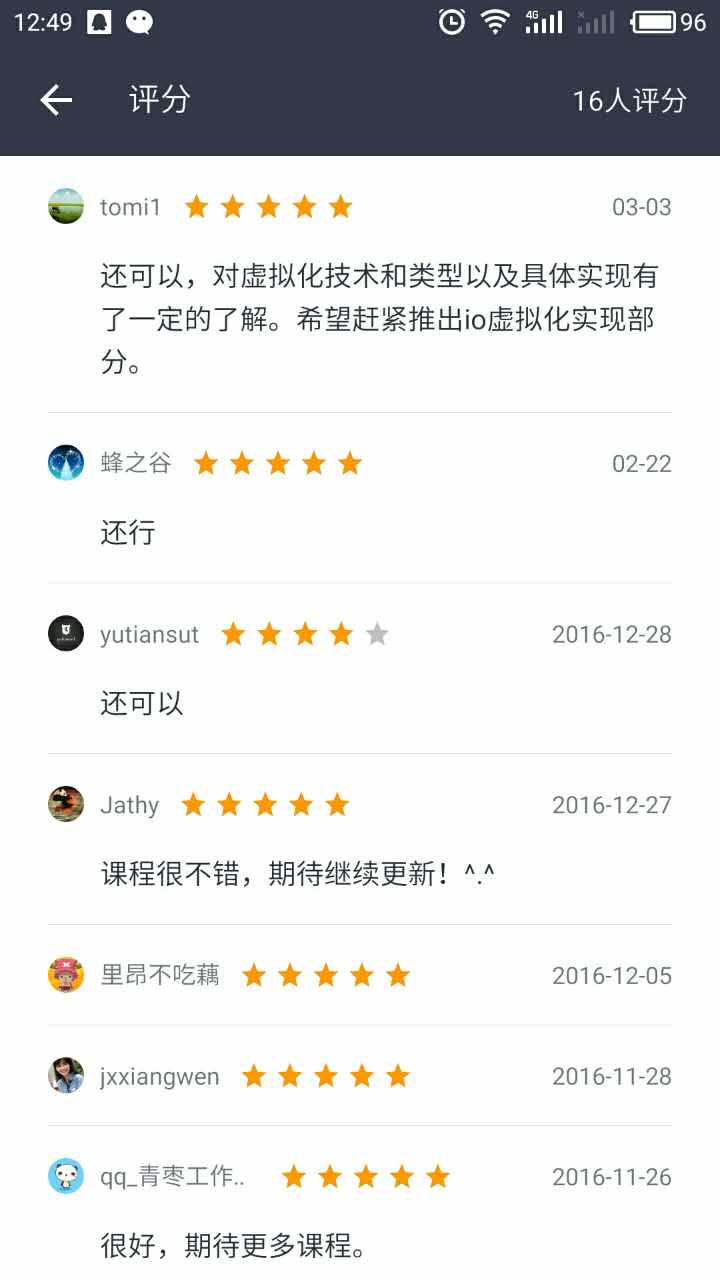 12:49 4G 96
评分 16人评分
tomi1 03-03
还可以，对虚拟化技术和类型以及具体实现有
了一定的了解。希望赶紧推出io虚拟化实现部
分。
蜂之谷 02-22
还行
yutiansut 2016-12-28
还可以
Jathy 2016-12-27
课程很不错，期待继续更新！^.^
里昂不吃藕 2016-12-05
jxxiangwen 2016-11-28
qq_青枣工作.. 2016-11-26
很好，期待更多课程。